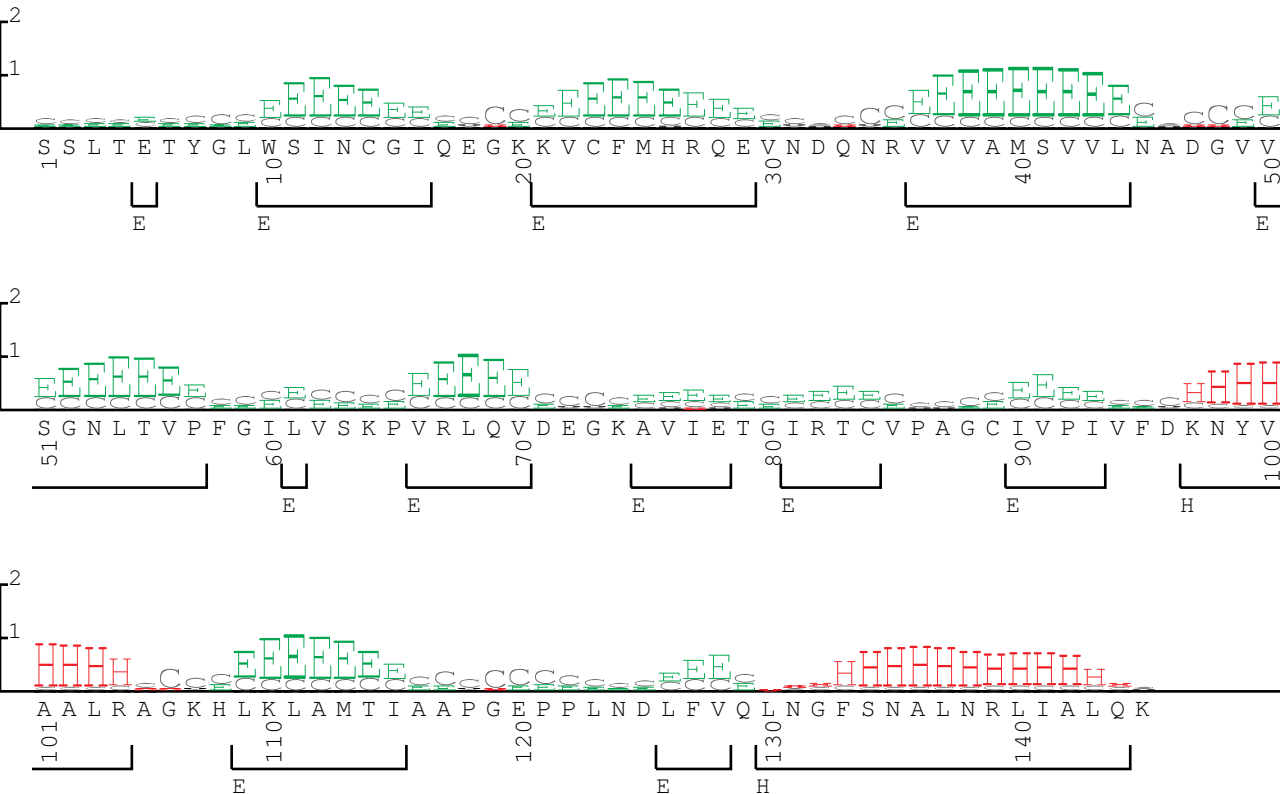 2
1
S S L T E T Y G L W S I N C G I Q E G K K V C F M H R Q E V N D Q N R V V V A M S V V L N A D G V V
1 10 20 30 40 50
E E E E E
2
1
S G N L T V P F G I L V S K P V R L Q V D E G K A V I E T G I R T C V P A G C I V P I V F D K N Y V
51 60 70 80 90 100
E E E E E H
2
1
A A L R A G K H L K L A M T I A A P G E P P L N D L F V Q L N G F S N A L N R L I A L Q K
101 110 120 130 140
E E H